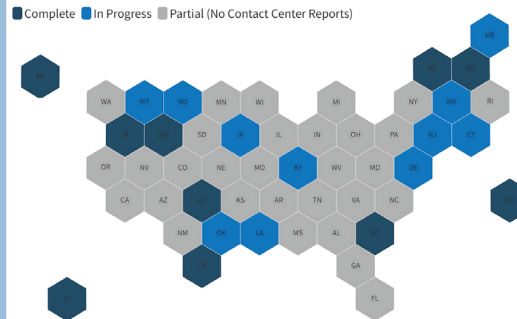 Complete In Progress Partial (No Contact Center Reports)
ME
WA MT ND MN WI MI NY MA RI
SD IA IL IN OH PA NJ CT
OR NV CO NE MO KY WV MD DE
CA AZ KS AR TN VA NC
NM OK LA MS AL
GA
FL